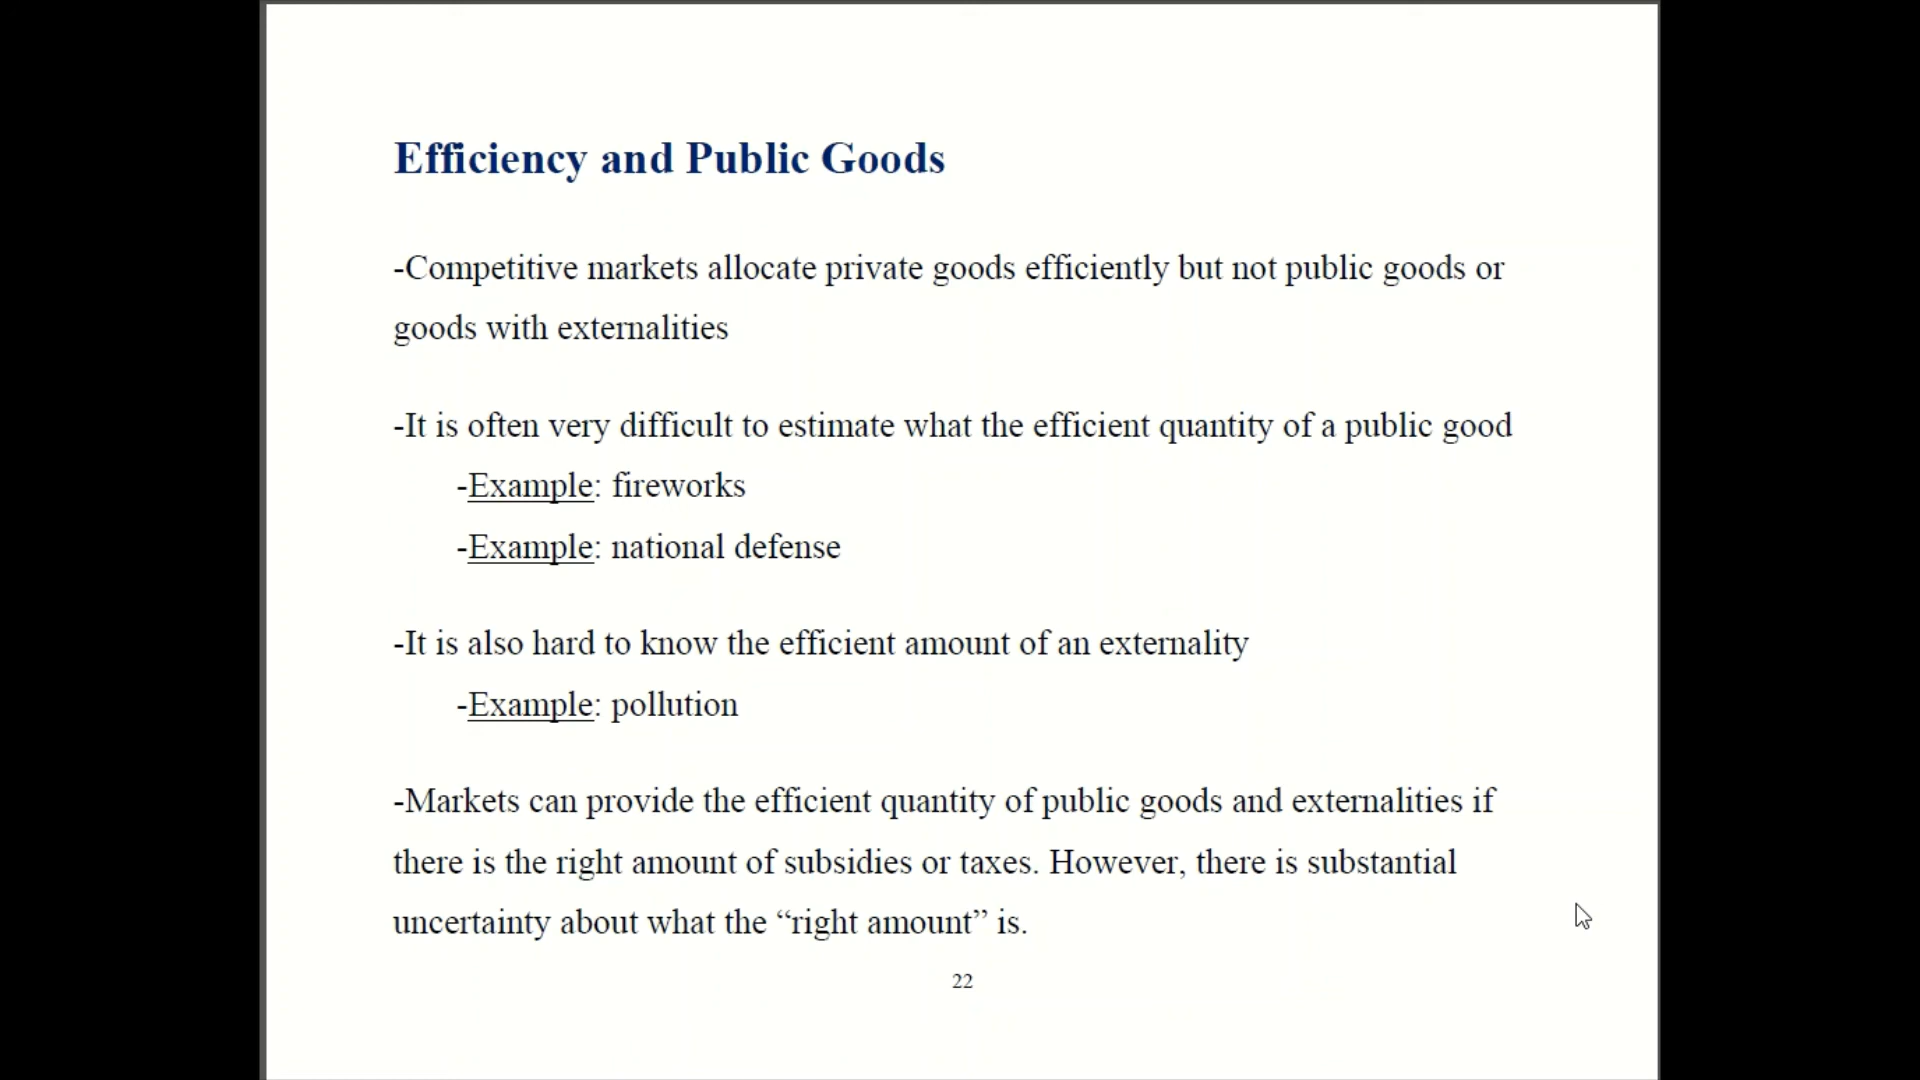 Efficiency and Public Goods
-Competitive markets allocate private goods efficiently but not public goods or
goods with externalities
-It is often very difficult to estimate what the efficient quantity of a public good
-Example: fireworks
-Example: national defense
-It is also hard to know the efficient amount of an externality
-Example: pollution
-Markets can provide the efficient quantity of public goods and externalities if
there is the right amount of subsidies or taxes. However, there is substantial
uncertainty about what the “right amount” is.
22